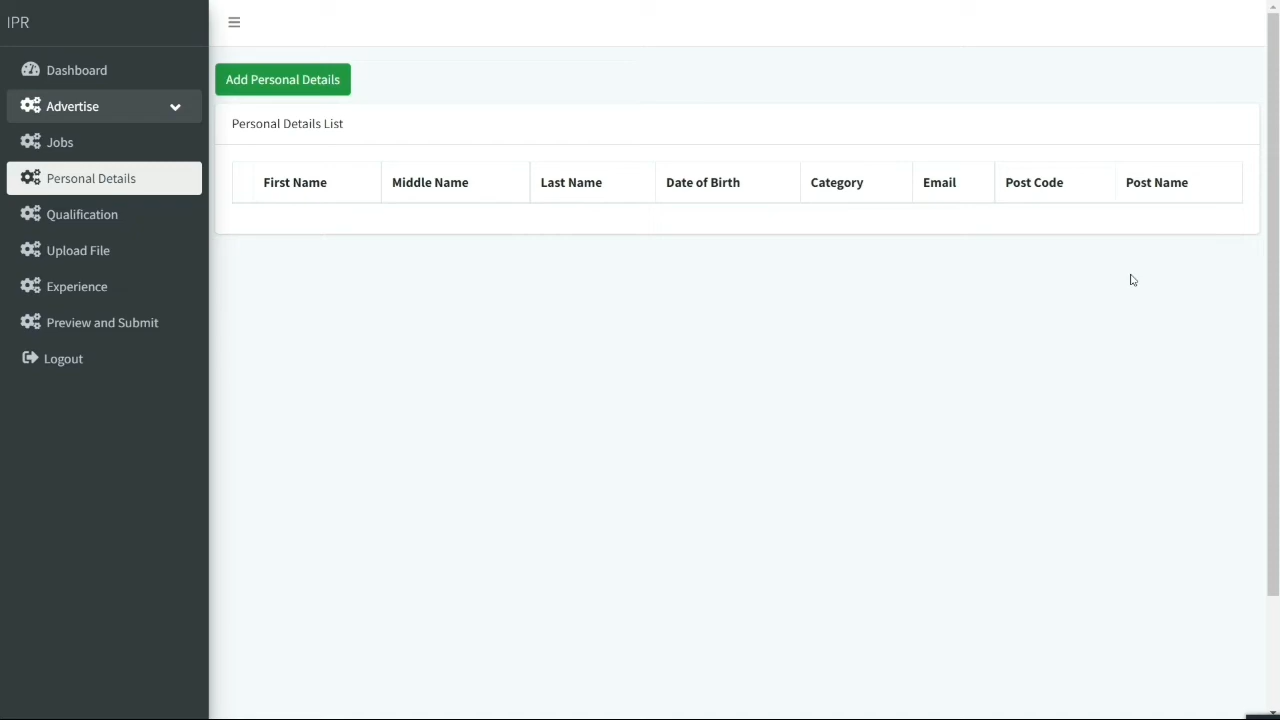 IPR
Dashboard
Advertise
Jobs
Personal Details
Qualification
Upload File
Experience
Preview and Submit
Logout
Add Personal Details
Personal Details List
First Name Middle Name Last Name Date of Birth Category Email Post Code Post Name